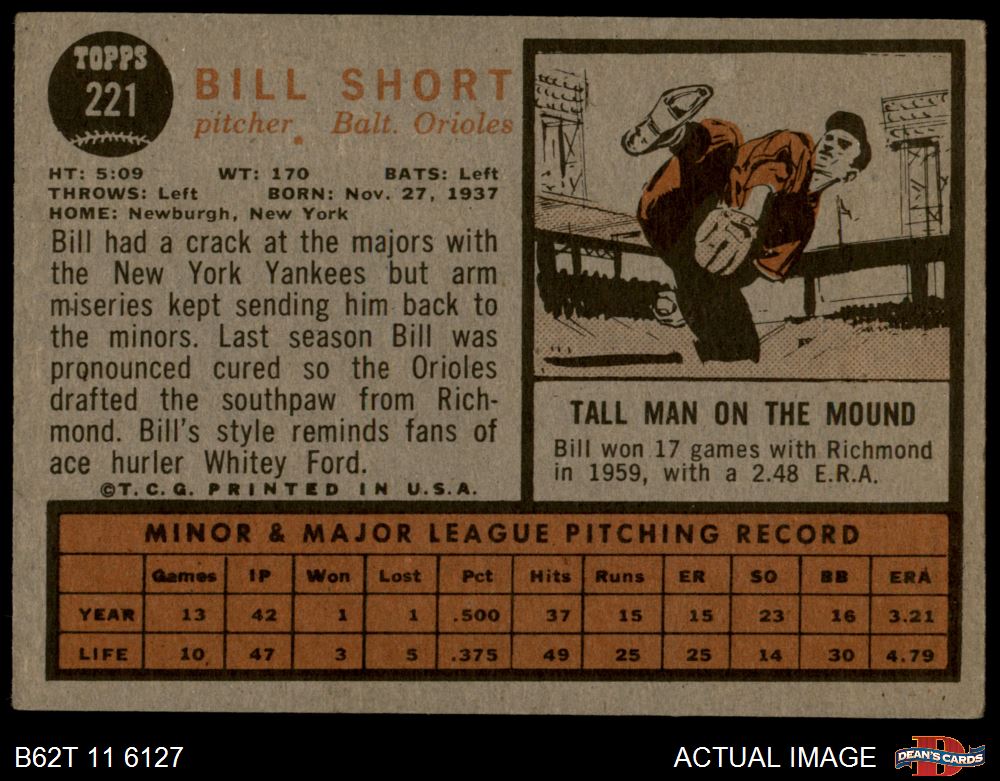 TOPPS
221
BILL SHORT
pitcher, Balt. Orioles
HT: 5:09 WT: 170 BATS: Left
THROWS: Left BORN: Nov. 27, 1937
HOME: Newburgh, New York
Bill had a crack at the majors with
the New York Yankees but arm
miseries kept sending him back to
the minors. Last season Bill was
pronounced cured so the Orioles
drafted the southpaw from Rich-
mond. Bill's style reminds fans of
ace hurler Whitey Ford.
©T.C.G. PRINTED IN U.S.A.
TALL MAN ON THE MOUND
Bill won 17 games with Richmond
in 1959, with a 2.48 E.R.A.
MINOR & MAJOR LEAGUE PITCHING RECORD
Games IP Won Lost Pct Hits Runs ER SO BB ERA
YEAR 13 42 1 1 .500 37 15 15 23 16 3.21
LIFE 10 47 3 5 .375 49 25 25 14 30 4.79
B62T 11 6127
ACTUAL IMAGE
D
DEAN'S CARDS